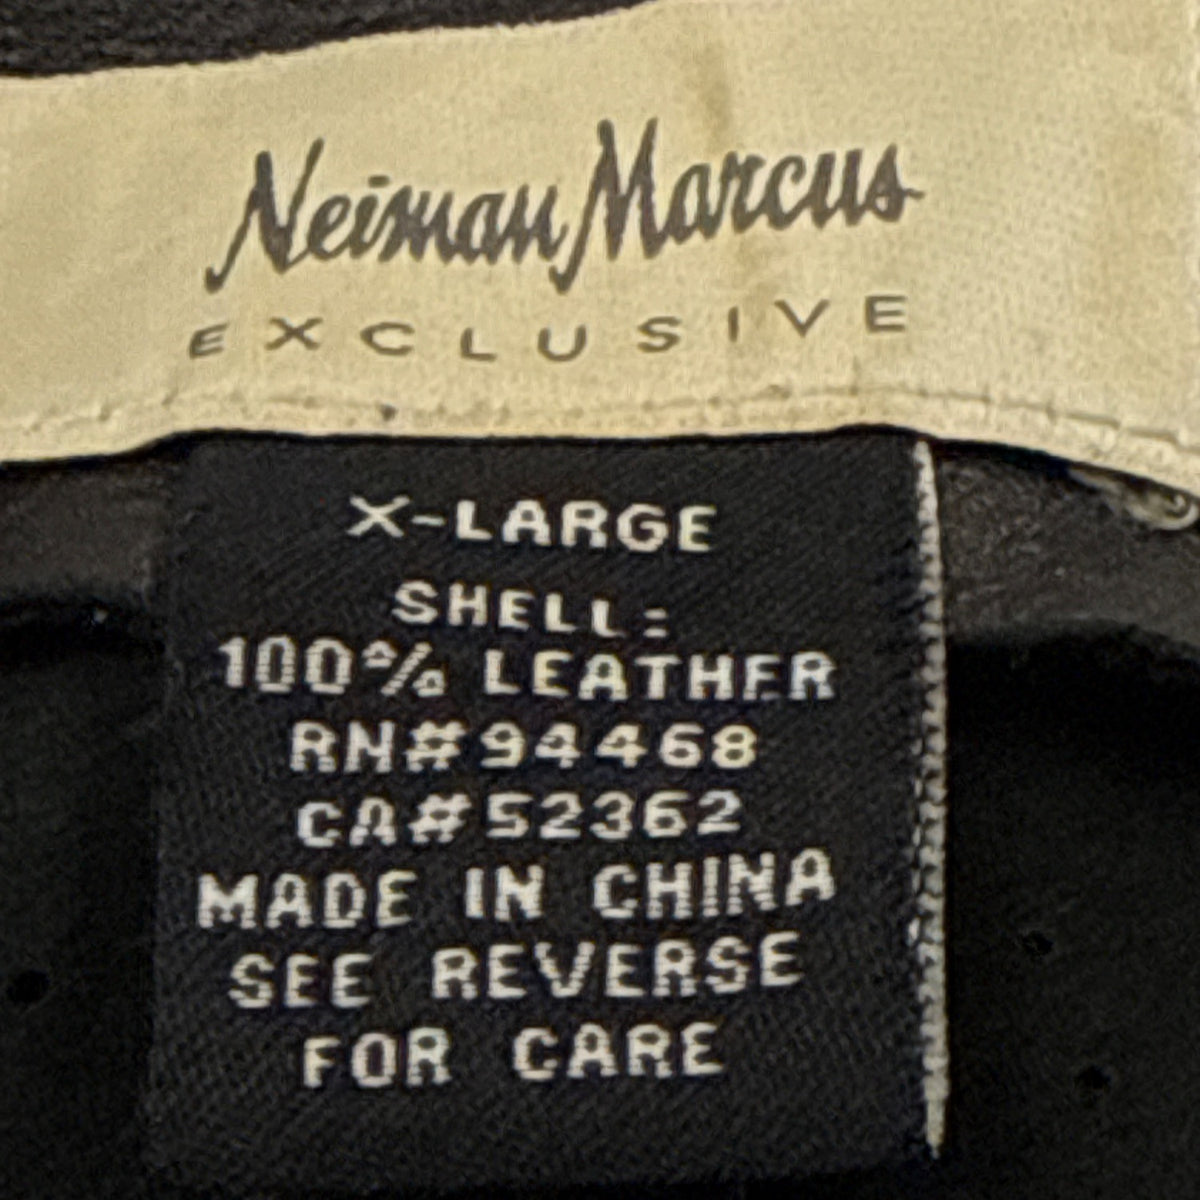 Neiman Marcus
EXCLUSIVE
X-LARGE
SHELL:
100% LEATHER
RN#94468
CA#52362
MADE IN CHINA
SEE REVERSE
FOR CARE